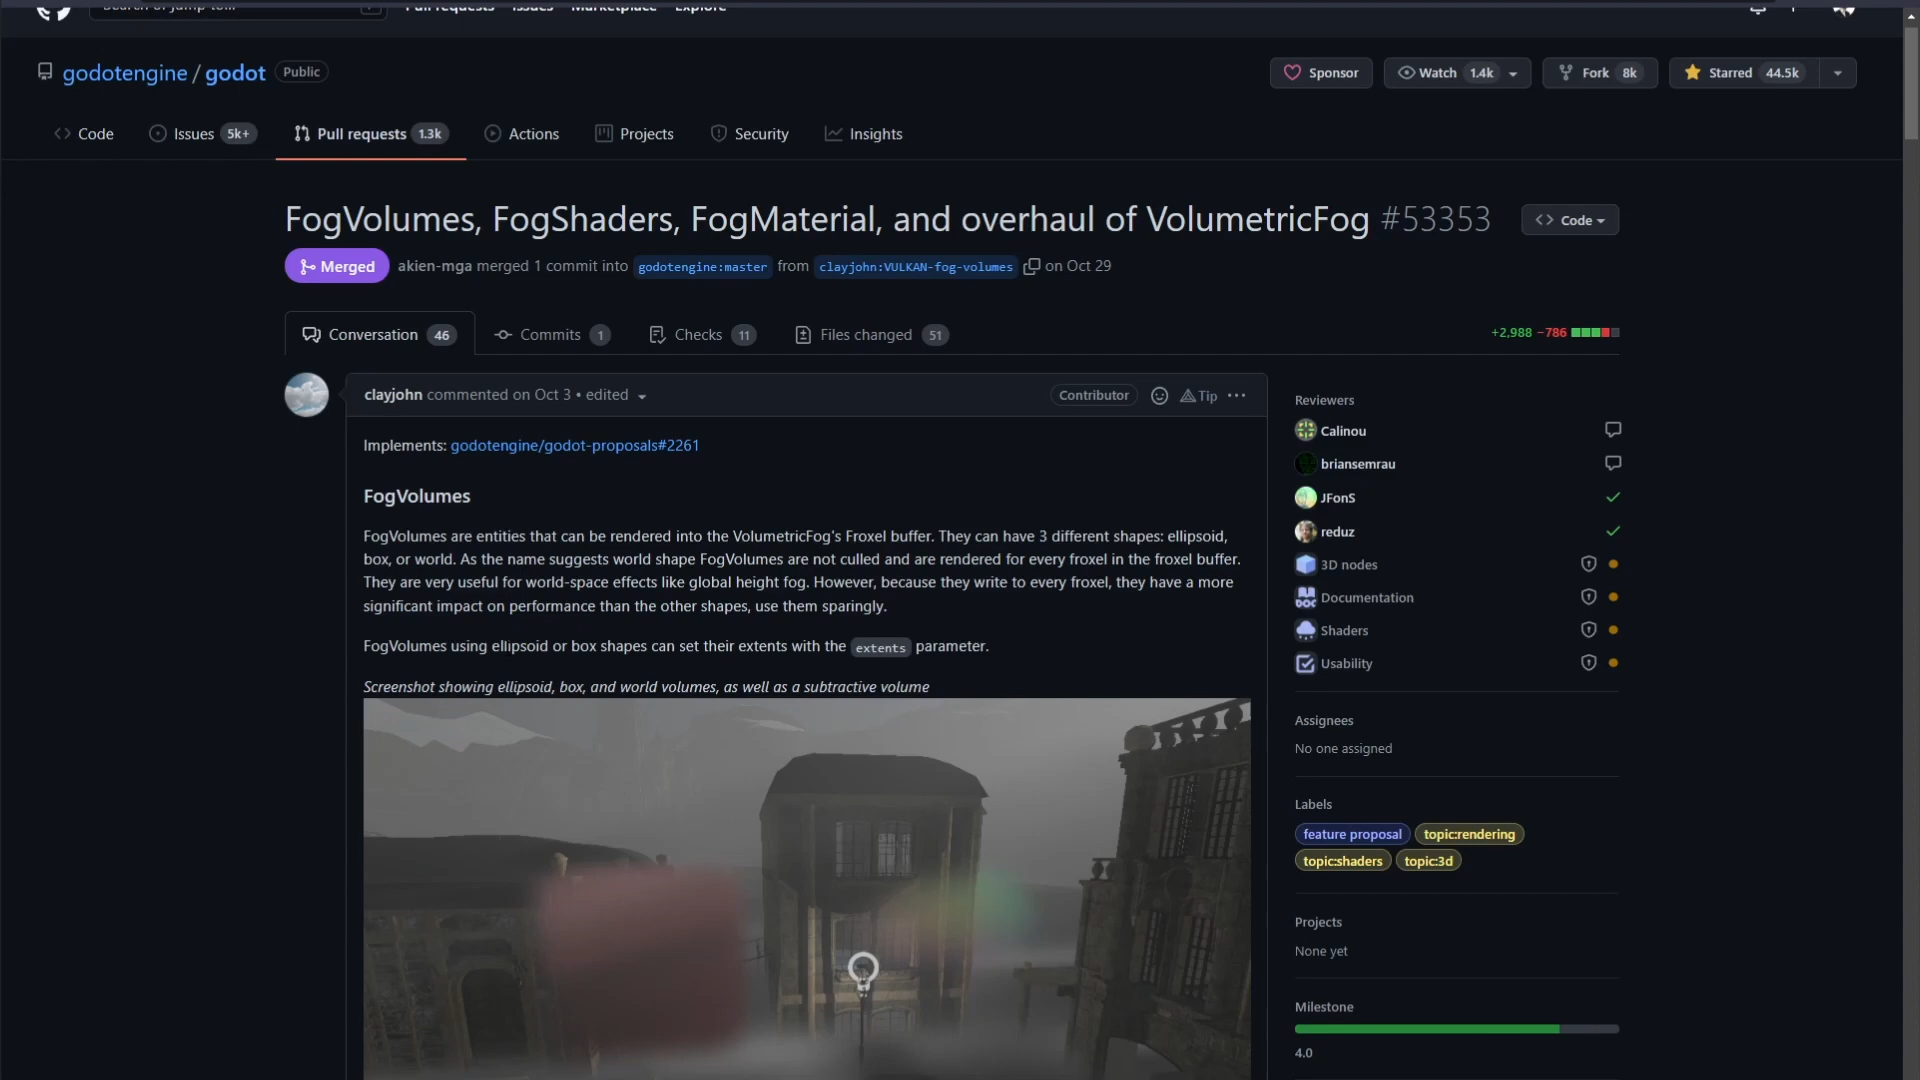 Search or jump to...
Pull requests Issues Marketplace Explore
godotengine / godot Public
Sponsor Watch 1.4k Fork 8k Starred 44.5k
Code Issues 5k+ Pull requests 1.3k Actions Projects Security Insights
FogVolumes, FogShaders, FogMaterial, and overhaul of VolumetricFog #53353
Code
Merged akien-mga merged 1 commit into godotengine:master from clayjohn:VULKAN-fog-volumes on Oct 29
Conversation 46 Commits 1 Checks 11 Files changed 51
+2,988 −786
clayjohn commented on Oct 3 • edited
Contributor Tip
Implements: godotengine/godot-proposals#2261
FogVolumes
FogVolumes are entities that can be rendered into the VolumetricFog's Froxel buffer. They can have 3 different shapes: ellipsoid,
box, or world. As the name suggests world shape FogVolumes are not culled and are rendered for every froxel in the froxel buffer.
They are very useful for world-space effects like global height fog. However, because they write to every froxel, they have a more
significant impact on performance than the other shapes, use them sparingly.
FogVolumes using ellipsoid or box shapes can set their extents with the extents parameter.
Screenshot showing ellipsoid, box, and world volumes, as well as a subtractive volume
Reviewers
Calinou
briansemrau
JFonS
reduz
3D nodes
DOC Documentation
Shaders
Usability
Assignees
No one assigned
Labels
feature proposal topic:rendering
topic:shaders topic:3d
Projects
None yet
Milestone
4.0